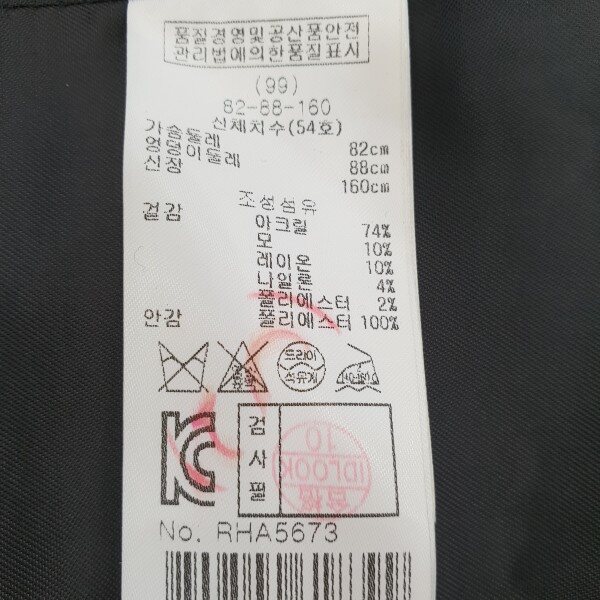 품질경영및공산품안전
관리법에의한품질표시
(99)
82-88-160
신체치수(54호)
가슴둘레 82cm
엉덩이둘레 88cm
신장 160cm
조성섬유
겉감 아크릴 74%
모 10%
레이온 10%
나일론 4%
폴리에스터 2%
안감 폴리에스터 100%
드라이
석유계
검사필
10
IDLOOK
No. RHA5673